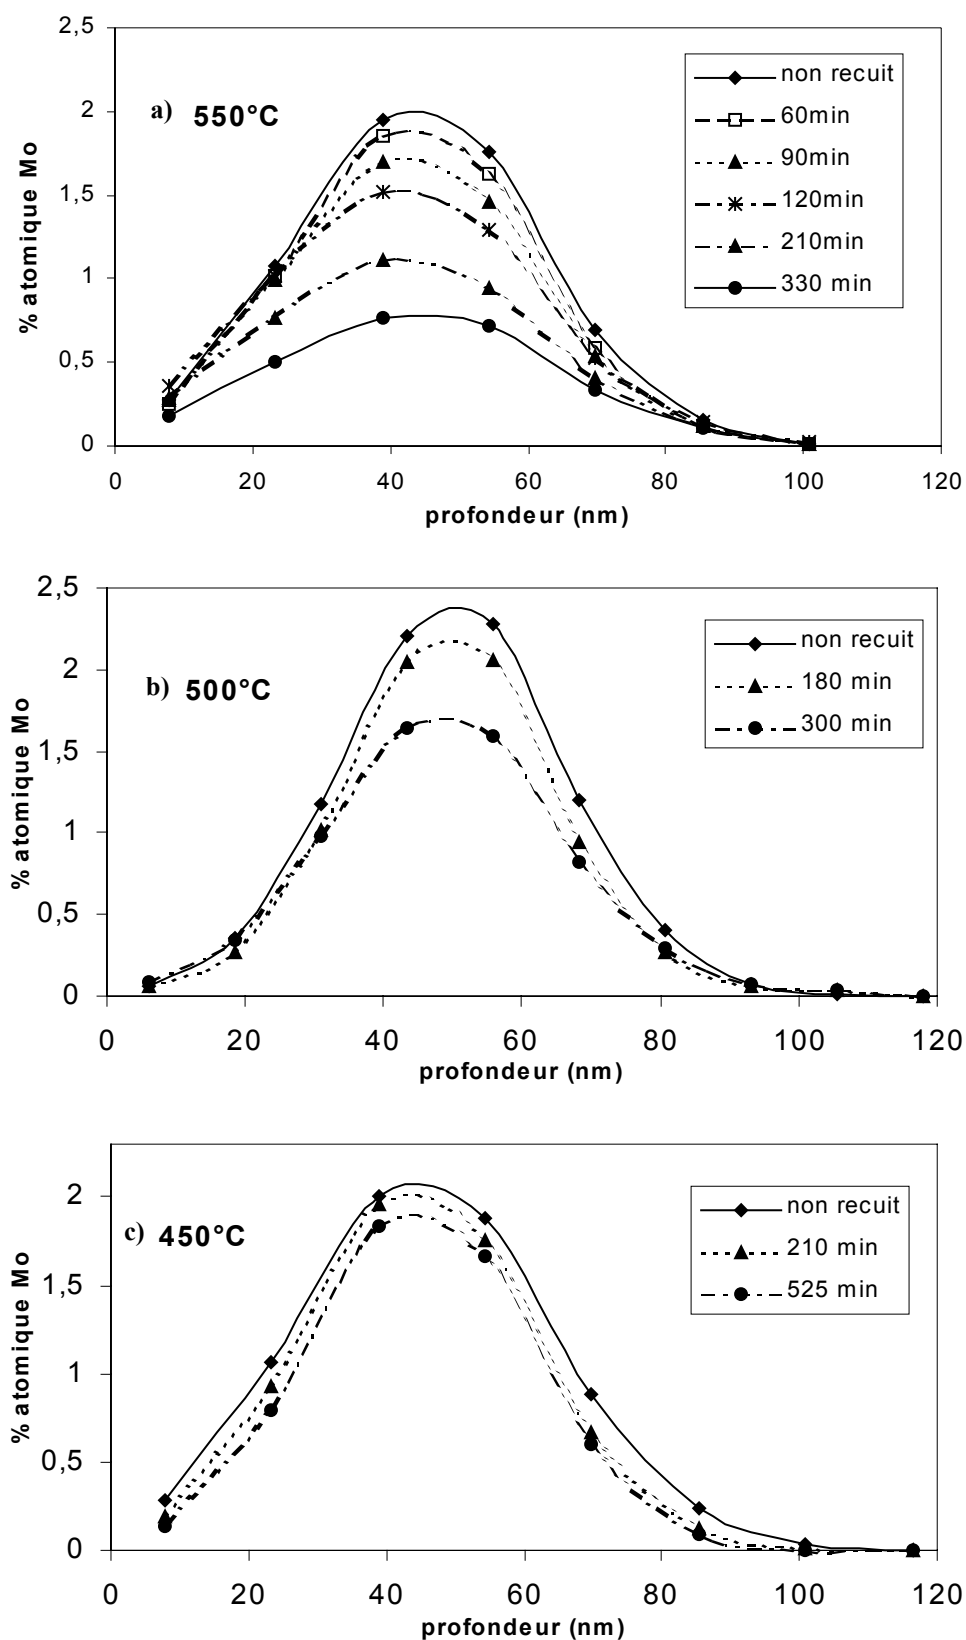 2,5
2
1,5
1
0,5
0
% atomique Mo
a) 550°C
non recuit
60min
90min
120min
210min
330 min
0 20 40 60 80 100 120
profondeur (nm)
2,5
2
1,5
1
0,5
0
% atomique Mo
b) 500°C
non recuit
180 min
300 min
0 20 40 60 80 100 120
profondeur (nm)
2
1,5
1
0,5
0
% atomique Mo
c) 450°C
non recuit
210 min
525 min
0 20 40 60 80 100 120
profondeur (nm)